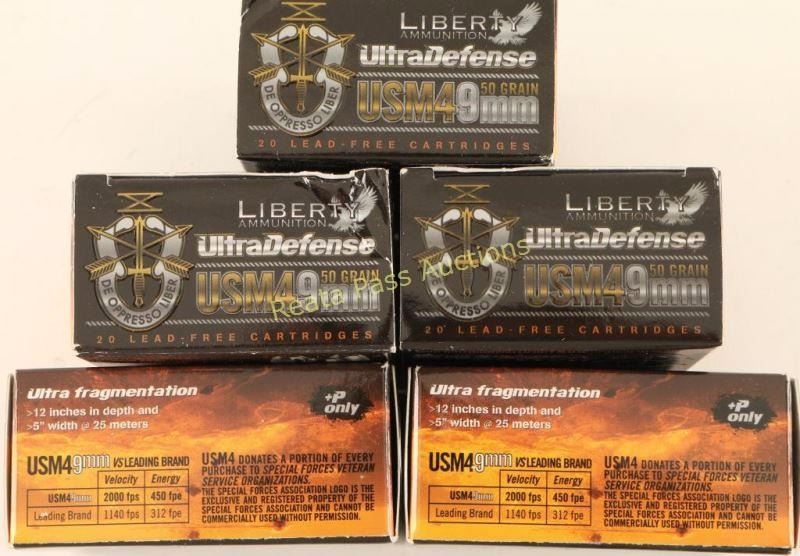 LIBERTY
AMMUNITION
UltraDefense
50 GRAIN
USM4 9mm
DE OPPRESSO LIBER
20 LEAD-FREE CARTRIDGES
LIBERTY
AMMUNITION
UltraDefense
50 GRAIN
USM4 9mm
DE OPPRESSO LIBER
20 LEAD-FREE CARTRIDGES
LIBERTY
AMMUNITION
UltraDefense
50 GRAIN
USM4 9mm
DE OPPRESSO LIBER
20 LEAD-FREE CARTRIDGES
Reata Pass Auctions
Ultra fragmentation
>12 inches in depth and
>5" width @ 25 meters
+P
only
USM4 9mm VS LEADING BRAND
Velocity Energy
USM4 9mm 2000 fps 450 fpe
Leading Brand 1140 fps 312 fpe
USM4 DONATES A PORTION OF EVERY
PURCHASE TO SPECIAL FORCES VETERAN
SERVICE ORGANIZATIONS.
THE SPECIAL FORCES ASSOCIATION LOGO IS THE
EXCLUSIVE AND REGISTERED PROPERTY OF THE
SPECIAL FORCES ASSOCIATION AND CANNOT BE
COMMERCIALLY USED WITHOUT PERMISSION.
Ultra fragmentation
>12 inches in depth and
>5" width @ 25 meters
+P
only
USM4 9mm VS LEADING BRAND
Velocity Energy
USM4 9mm 2000 fps 450 fpe
Leading Brand 1140 fps 312 fpe
USM4 DONATES A PORTION OF EVERY
PURCHASE TO SPECIAL FORCES VETERAN
SERVICE ORGANIZATIONS.
THE SPECIAL FORCES ASSOCIATION LOGO IS THE
EXCLUSIVE AND REGISTERED PROPERTY OF THE
SPECIAL FORCES ASSOCIATION AND CANNOT BE
COMMERCIALLY USED WITHOUT PERMISSION.